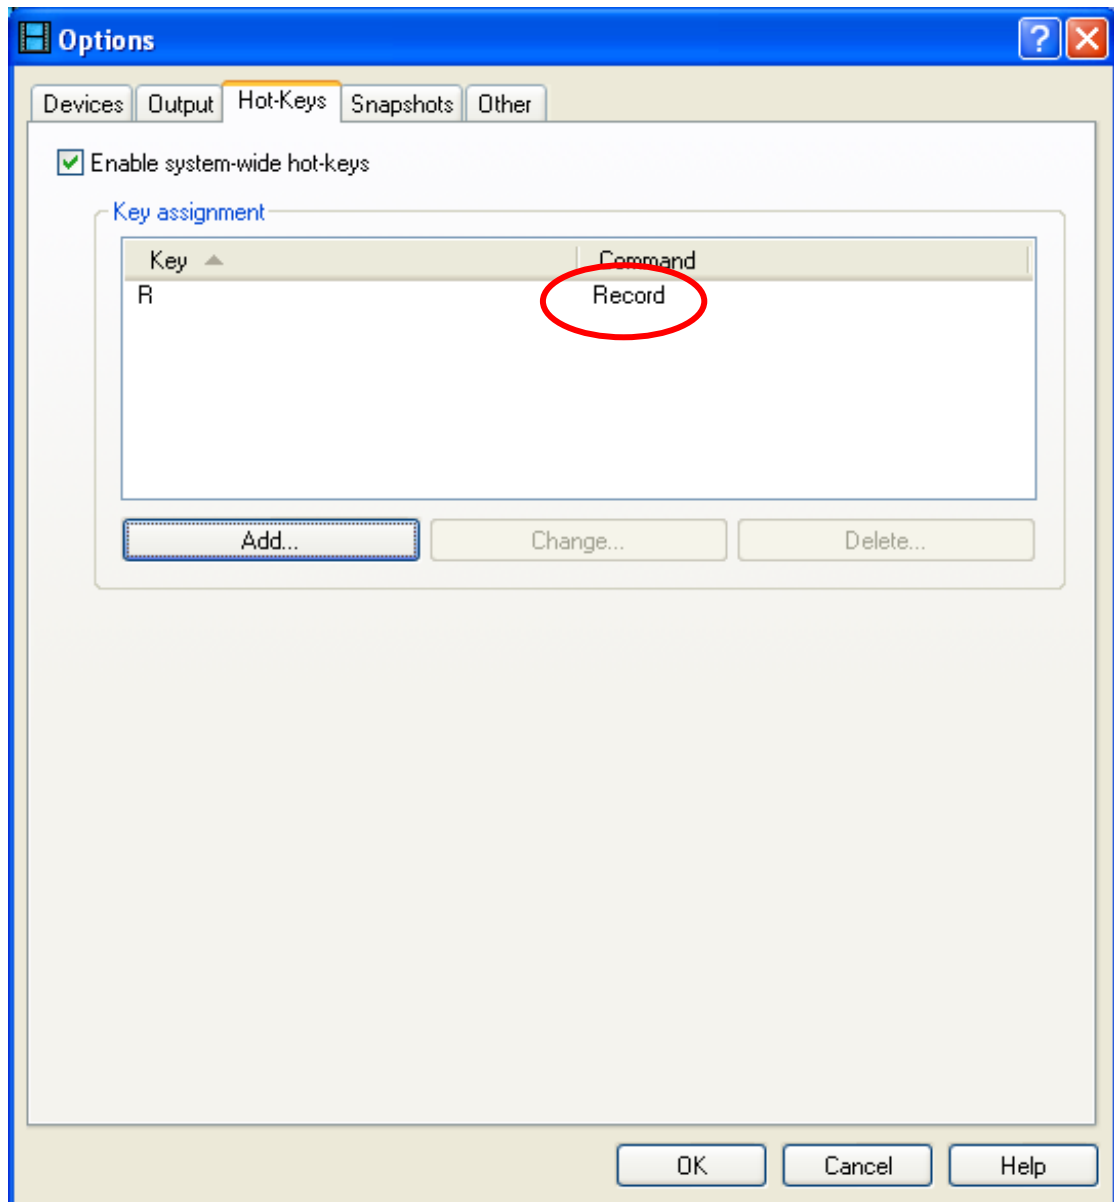 Options
Devices Output Hot-Keys Snapshots Other
Enable system-wide hot-keys
Key assignment
Key Command
R Record
Add... Change... Delete...
OK Cancel Help